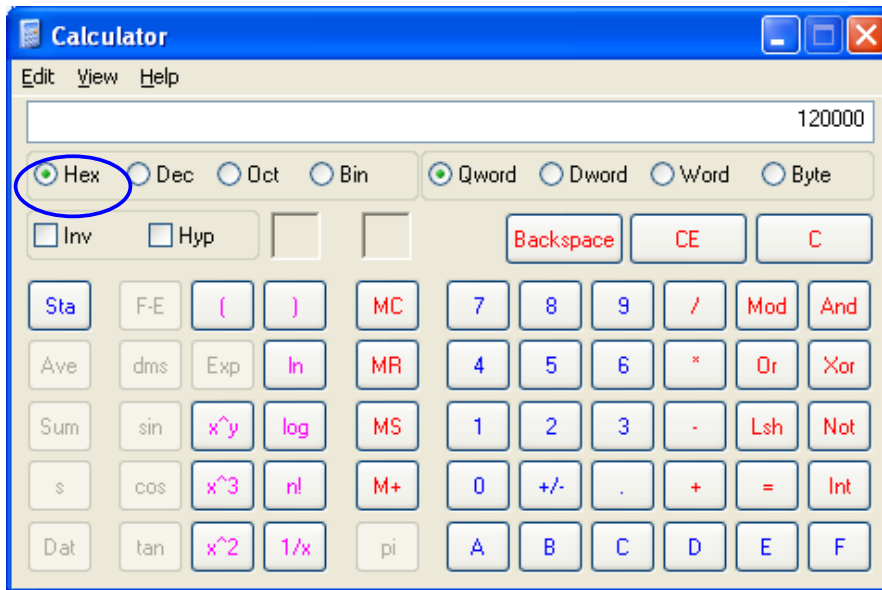 Calculator
Edit View Help
120000
Hex Dec Oct Bin Qword Dword Word Byte
Inv Hyp Backspace CE C
Sta F-E ( ) MC 7 8 9 / Mod And
Ave dms Exp ln MR 4 5 6 * Or Xor
Sum sin x^y log MS 1 2 3 - Lsh Not
s cos x^3 n! M+ 0 +/- . + = Int
Dat tan x^2 1/x pi A B C D E F